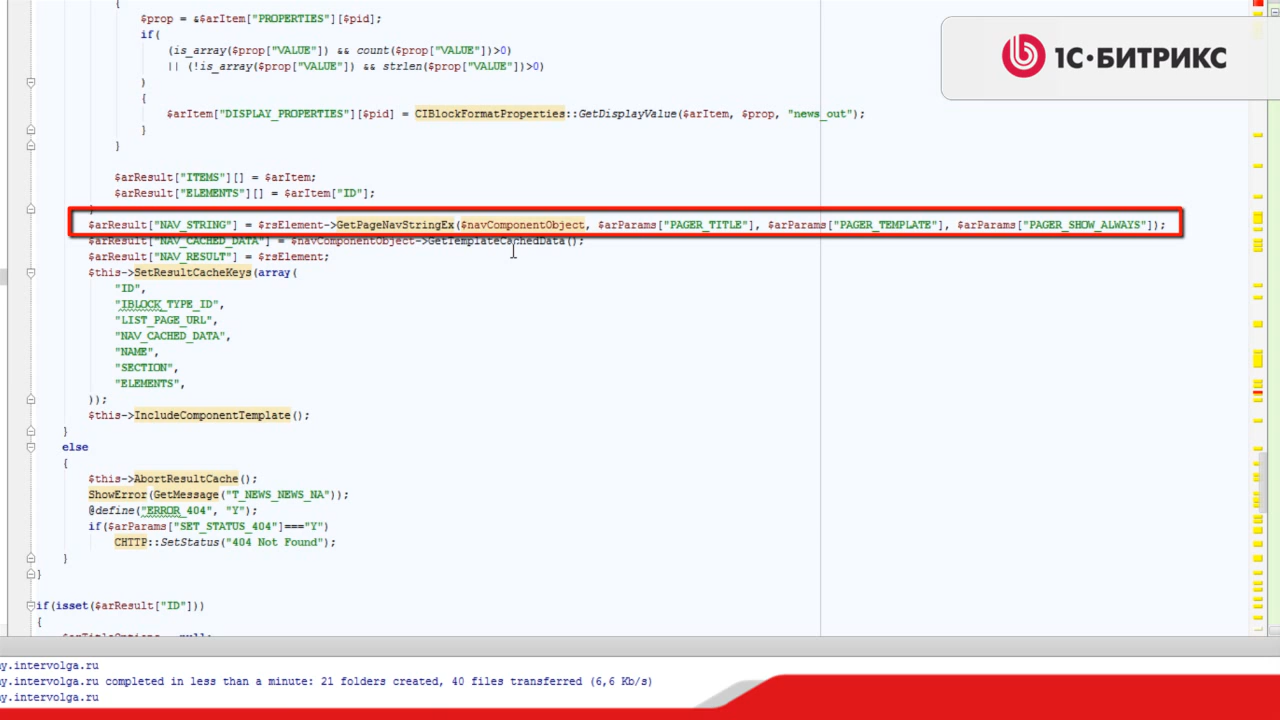 {
$prop = &$arItem["PROPERTIES"][$pid];
if(
(is_array($prop["VALUE"]) && count($prop["VALUE"])>0)
|| (!is_array($prop["VALUE"]) && strlen($prop["VALUE"])>0)
)
{
$arItem["DISPLAY_PROPERTIES"][$pid] = CIBlockFormatProperties::GetDisplayValue($arItem, $prop, "news_out");
}
}
$arResult["ITEMS"][] = $arItem;
$arResult["ELEMENTS"][] = $arItem["ID"];
$arResult["NAV_STRING"] = $rsElement->GetPageNavStringEx($navComponentObject, $arParams["PAGER_TITLE"], $arParams["PAGER_TEMPLATE"], $arParams["PAGER_SHOW_ALWAYS"]);
$arResult["NAV_CACHED_DATA"] = $navComponentObject->GetTemplateCachedData();
$arResult["NAV_RESULT"] = $rsElement;
$this->SetResultCacheKeys(array(
"ID",
"IBLOCK_TYPE_ID",
"LIST_PAGE_URL",
"NAV_CACHED_DATA",
"NAME",
"SECTION",
"ELEMENTS",
));
$this->IncludeComponentTemplate();
}
else
{
$this->AbortResultCache();
ShowError(GetMessage("T_NEWS_NEWS_NA"));
@define("ERROR_404", "Y");
if($arParams["SET_STATUS_404"]==="Y")
CHTTP::SetStatus("404 Not Found");
}
}
if(isset($arResult["ID"]))
{
1С·БИТРИКС
y.intervolga.ru
y.intervolga.ru completed in less than a minute: 21 folders created, 40 files transferred (6,6 Kb/s)
y.intervolga.ru